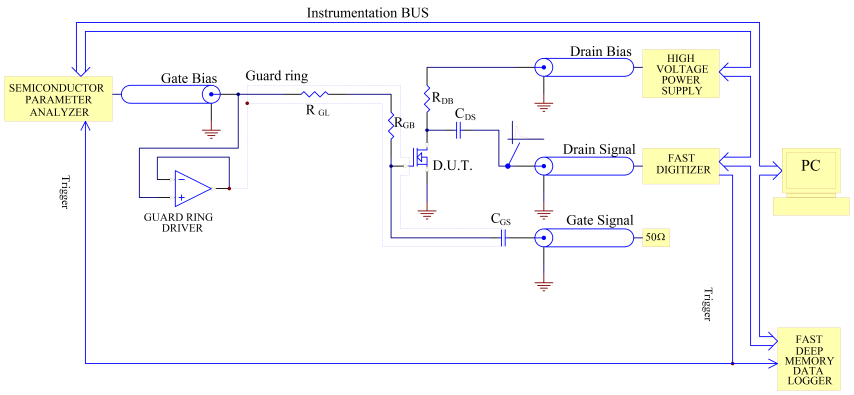 Instrumentation BUS
Gate Bias
Guard ring
Drain Bias
HIGH
VOLTAGE
POWER
SUPPLY
SEMICONDUCTOR
PARAMETER
ANALYZER
R GL
RDB
RGB
CDS
D.U.T.
Drain Signal
FAST
DIGITIZER
PC
Trigger
−
+
GUARD RING
DRIVER
CGS
Gate Signal
50Ω
Trigger
FAST
DEEP
MEMORY
DATA
LOGGER